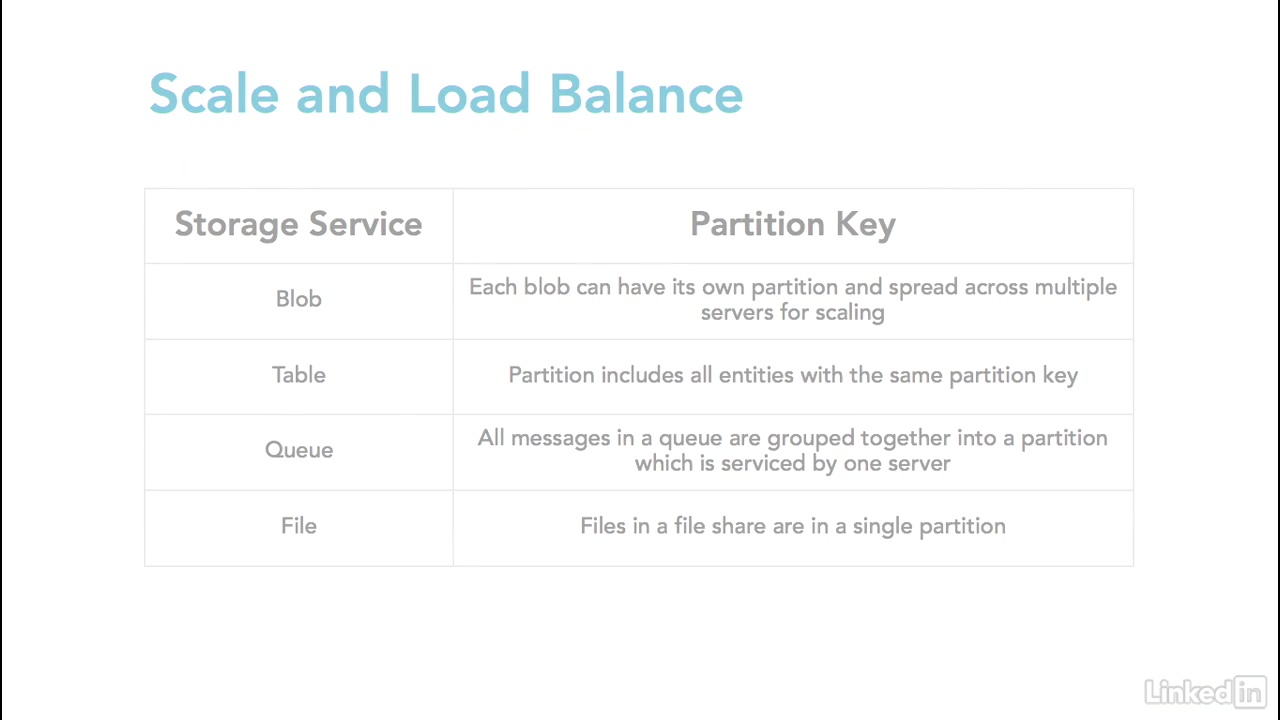 Scale and Load Balance
Storage Service
Partition Key
Blob
Each blob can have its own partition and spread across multiple
servers for scaling
Table
Partition includes all entities with the same partition key
Queue
All messages in a queue are grouped together into a partition
which is serviced by one server
File
Files in a file share are in a single partition
Linked in